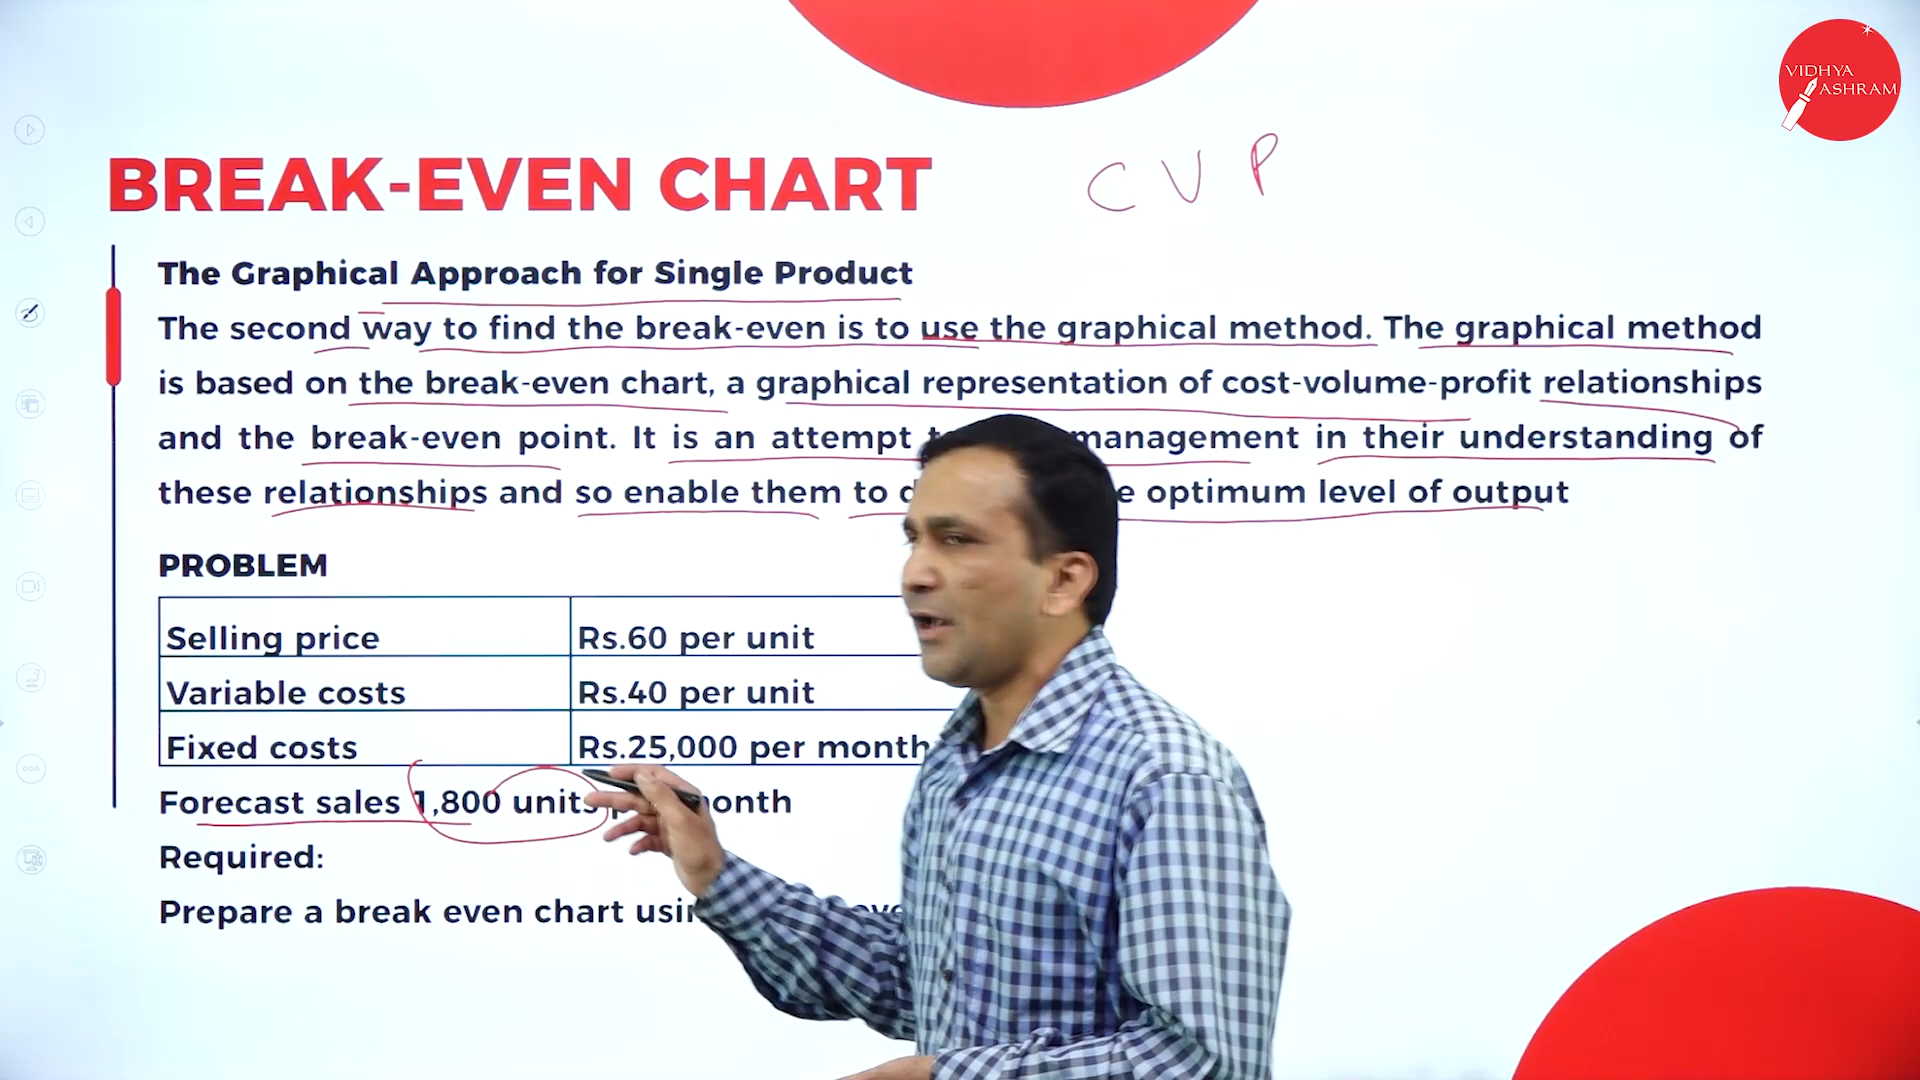 VIDHYA
ASHRAM
BREAK-EVEN CHART
C V P
The Graphical Approach for Single Product
The second way to find the break-even is to use the graphical method. The graphical method
is based on the break-even chart, a graphical representation of cost-volume-profit relationships
and the break-even point. It is an attempt management in their understanding of
these relationships and so enable them to optimum level of output
PROBLEM
Selling price Rs.60 per unit
Variable costs Rs.40 per unit
Fixed costs Rs.25,000 per month
Forecast sales 1,800 units month
Required:
Prepare a break even chart using